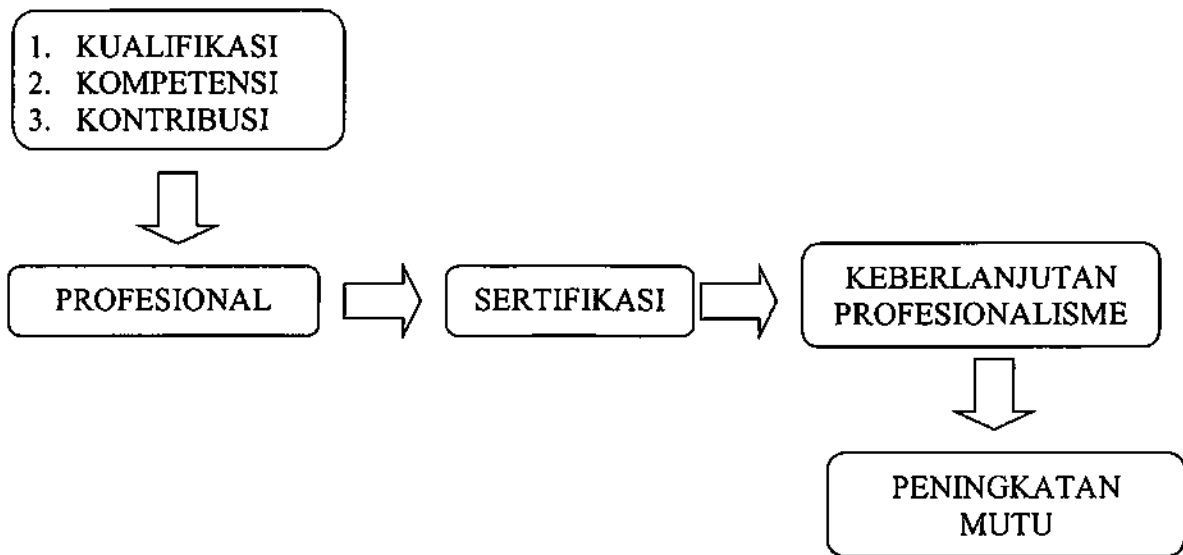 1. KUALIFIKASI
2. KOMPETENSI
3. KONTRIBUSI
PROFESIONAL
SERTIFIKASI
KEBERLANJUTAN
PROFESIONALISME
PENINGKATAN
MUTU